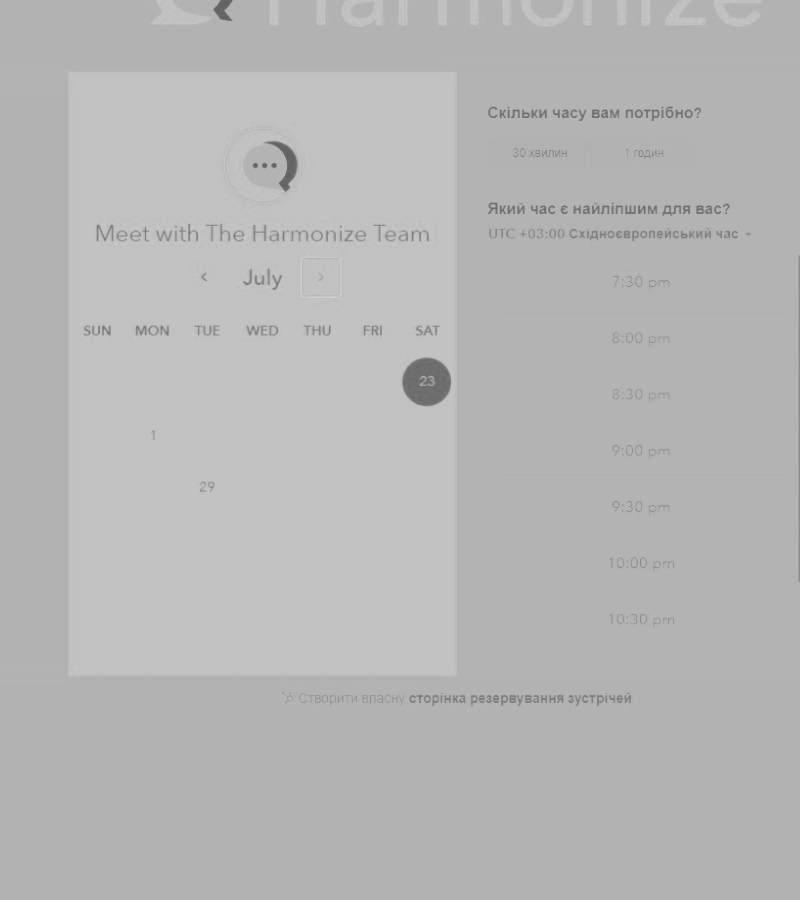 Harmonize
Meet with The Harmonize Team
July
SUN MON TUE WED THU FRI SAT
23
1
29
Скільки часу вам потрібно?
30 хвилин 1 годин
Який час є найліпшим для вас?
UTC +03:00 Східноєвропейський час
7:30 pm
8:00 pm
8:30 pm
9:00 pm
9:30 pm
10:00 pm
10:30 pm
Створити власну сторінка резервування зустрічей